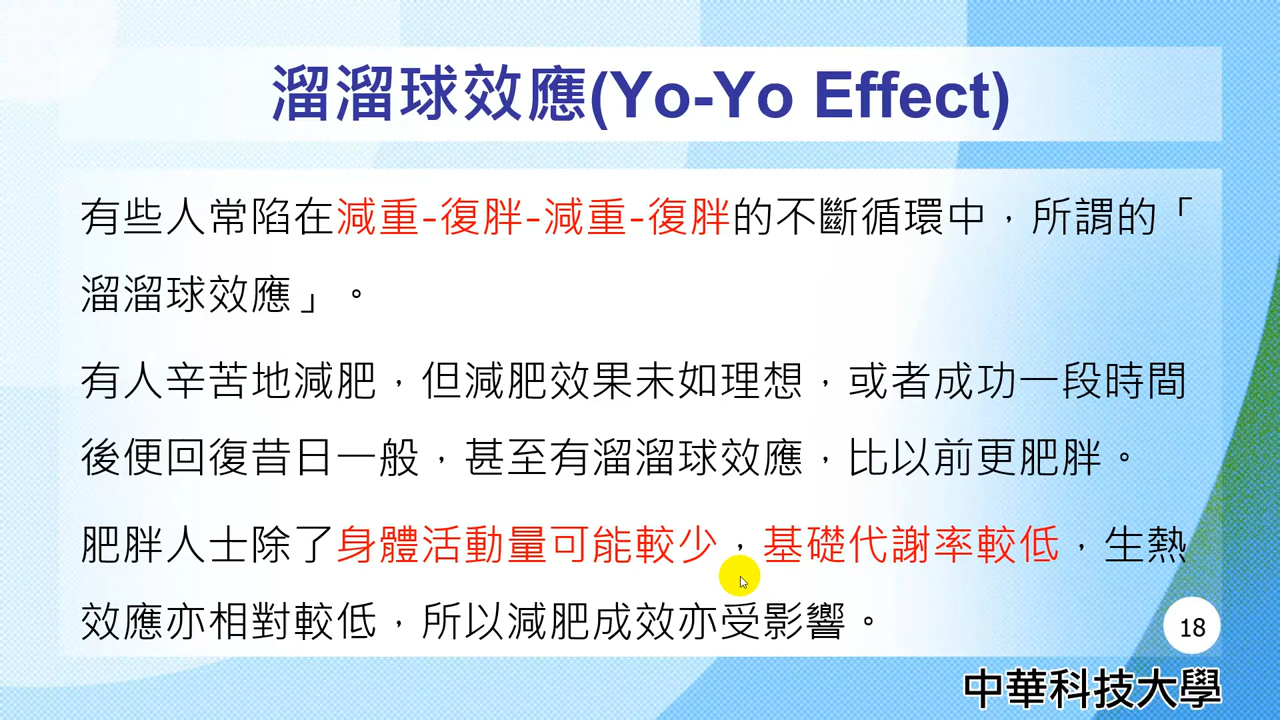 溜溜球效應(Yo-Yo Effect)
有些人常陷在減重-復胖-減重-復胖的不斷循環中，所謂的「
溜溜球效應」。
有人辛苦地減肥，但減肥效果未如理想，或者成功一段時間
後便回復昔日一般，甚至有溜溜球效應，比以前更肥胖。
肥胖人士除了身體活動量可能較少，基礎代謝率較低，生熱
效應亦相對較低，所以減肥成效亦受影響。
18
中華科技大學